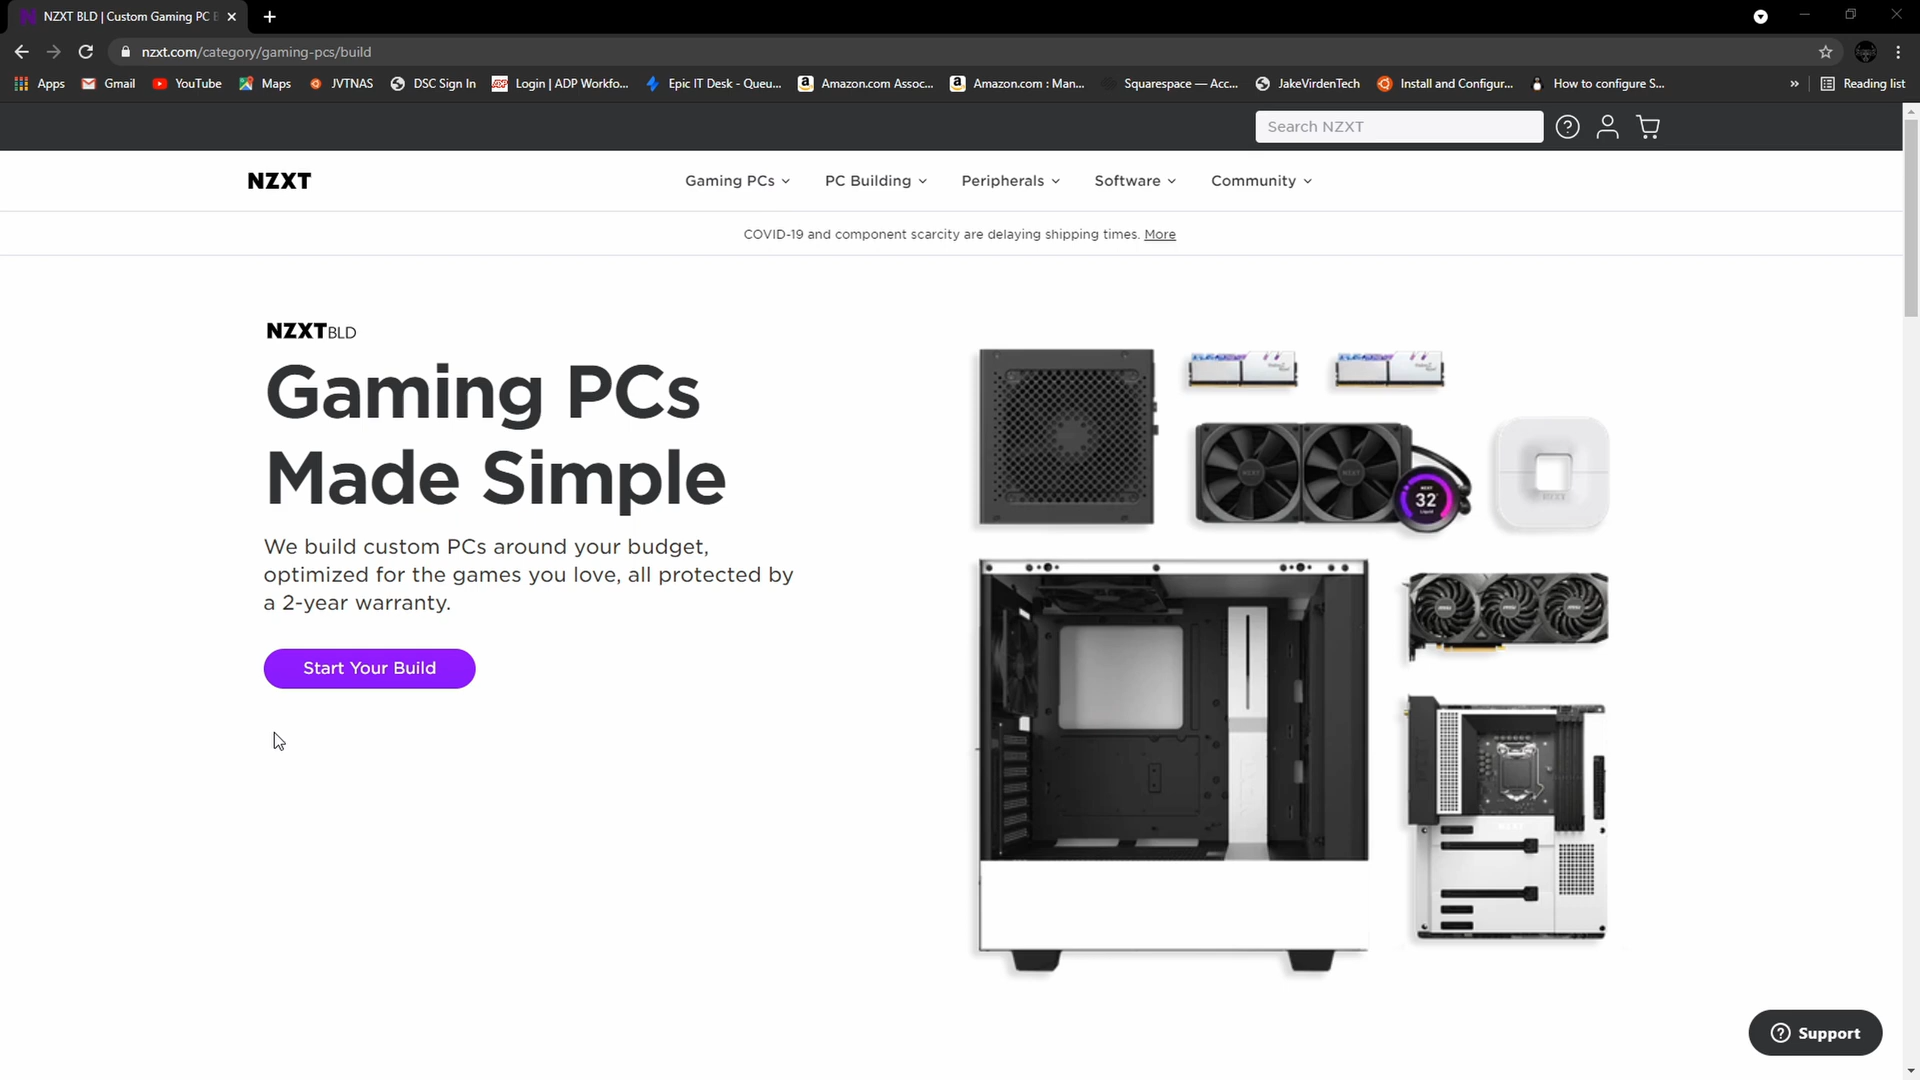 NZXT BLD | Custom Gaming PC B
nzxt.com/category/gaming-pcs/build
Apps Gmail YouTube Maps JVTNAS DSC Sign In Login | ADP Workfo... Epic IT Desk - Queu... Amazon.com Assoc... Amazon.com : Man... Squarespace — Acc... JakeVirdenTech Install and Configur... How to configure S... » Reading list
Search NZXT
NZXT Gaming PCs PC Building Peripherals Software Community
COVID-19 and component scarcity are delaying shipping times. More
NZXT BLD
Gaming PCs
Made Simple
We build custom PCs around your budget,
optimized for the games you love, all protected by
a 2-year warranty.
Start Your Build
NZXT
32°
Liquid
Support